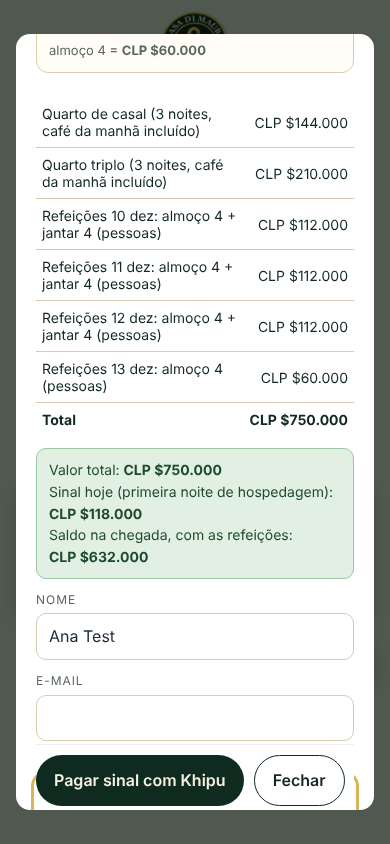 ASA DI MAUR
almoço 4 = CLP $60.000
Quarto de casal (3 noites,
café da manhã incluído)
CLP $144.000
Quarto triplo (3 noites, café
da manhã incluído)
CLP $210.000
Refeições 10 dez: almoço 4 +
jantar 4 (pessoas)
CLP $112.000
Refeições 11 dez: almoço 4 +
jantar 4 (pessoas)
CLP $112.000
Refeições 12 dez: almoço 4 +
jantar 4 (pessoas)
CLP $112.000
Refeições 13 dez: almoço 4
(pessoas)
CLP $60.000
Total CLP $750.000
Valor total: CLP $750.000
Sinal hoje (primeira noite de hospedagem):
CLP $118.000
Saldo na chegada, com as refeições:
CLP $632.000
NOME
Ana Test
E-MAIL
Pagar sinal com Khipu Fechar